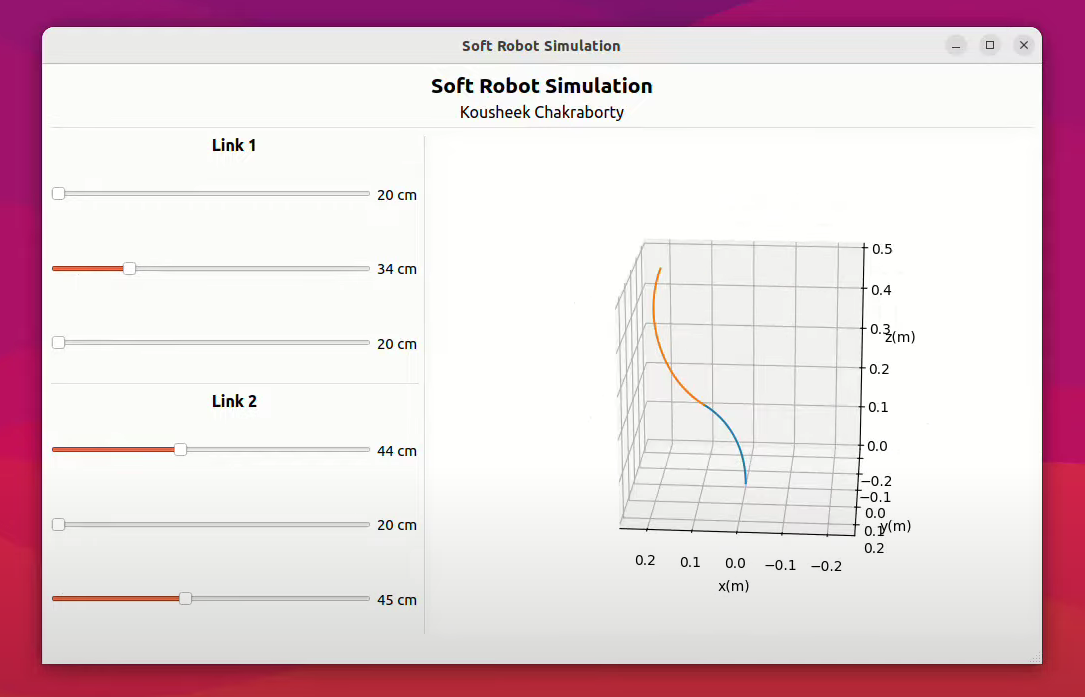 Soft Robot Simulation
Soft Robot Simulation
Kousheek Chakraborty
Link 1
20 cm
34 cm
20 cm
Link 2
44 cm
20 cm
45 cm
0.5
0.4
0.3
z(m)
0.2
0.1
0.0
−0.2
−0.1
0.0
0.1
y(m)
0.2
0.2 0.1 0.0 −0.1 −0.2
x(m)